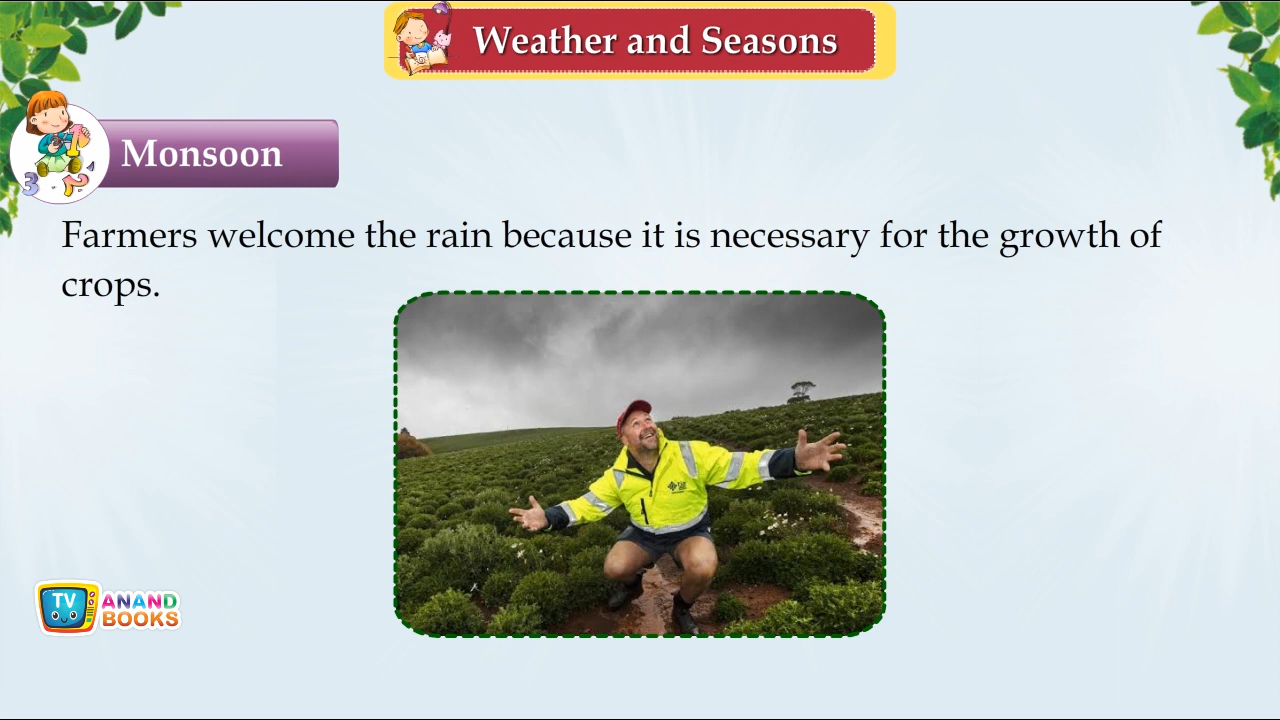 Weather and Seasons
Monsoon
Farmers welcome the rain because it is necessary for the growth of
crops.
TV
ANAND
BOOKS